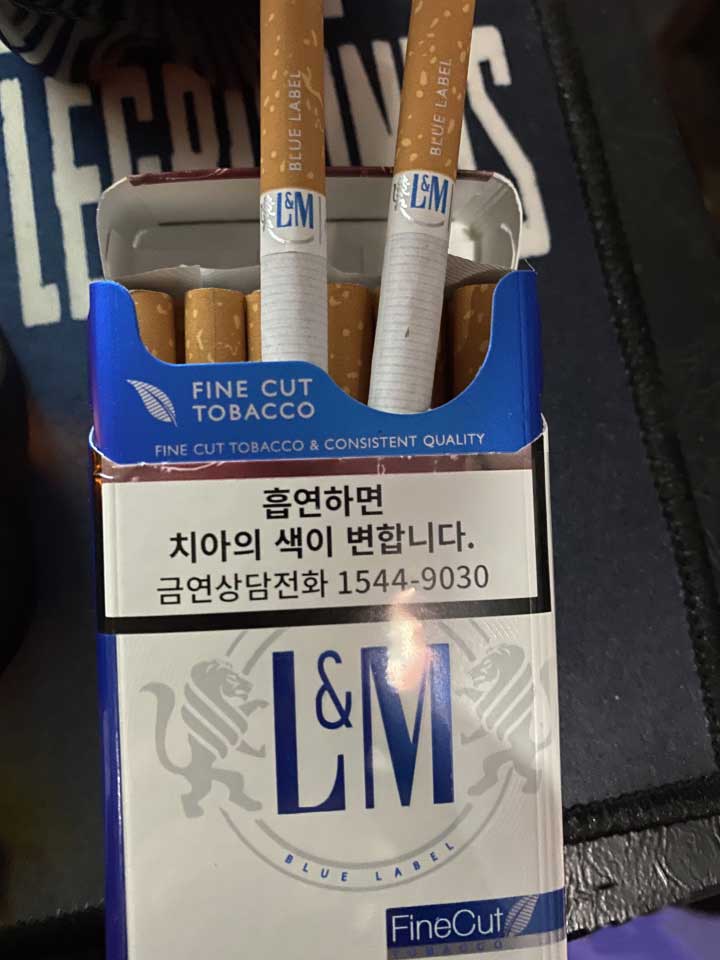 BLUE LABEL
BLUE LABEL
L&M
L&M
FINE CUT
TOBACCO
FINE CUT TOBACCO & CONSISTENT QUALITY
흡연하면
치아의 색이 변합니다.
금연상담전화 1544-9030
L&M
BLUE LABEL
FineCut
TOBACCO